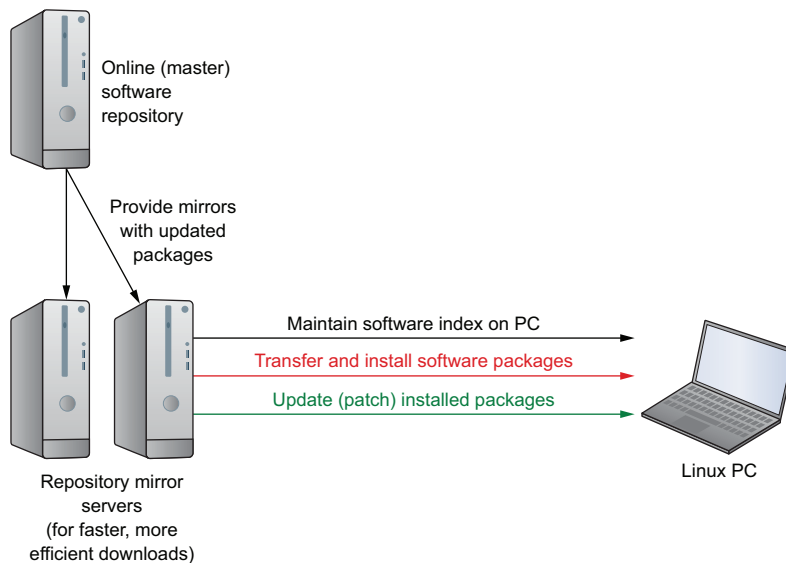 Online (master)
software
repository
Provide mirrors
with updated
packages
Maintain software index on PC
Transfer and install software packages
Update (patch) installed packages
Linux PC
Repository mirror
servers
(for faster, more
efficient downloads)